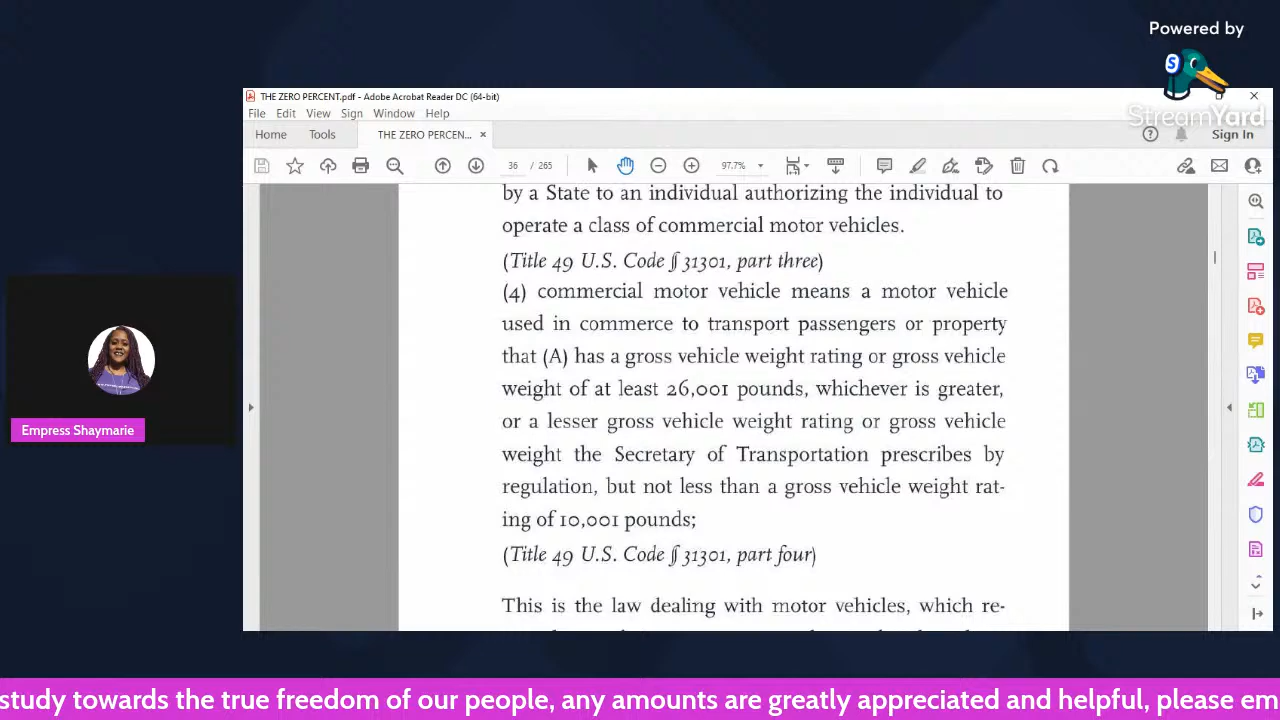 Powered by
StreamYard
THE ZERO PERCENT.pdf - Adobe Acrobat Reader DC (64-bit)
File Edit View Sign Window Help
Home Tools THE ZERO PERCEN... ×
Sign In
36 / 265 97.7%
by a State to an individual authorizing the individual to
operate a class of commercial motor vehicles.
(Title 49 U.S. Code §§ 31301, part three)
(4) commercial motor vehicle means a motor vehicle
used in commerce to transport passengers or property
that (A) has a gross vehicle weight rating or gross vehicle
weight of at least 26,001 pounds, whichever is greater,
or a lesser gross vehicle weight rating or gross vehicle
weight the Secretary of Transportation prescribes by
regulation, but not less than a gross vehicle weight rat-
ing of 10,001 pounds;
(Title 49 U.S. Code §§ 31301, part four)
This is the law dealing with motor vehicles, which re-
Empress Shaymarie
study towards the true freedom of our people, any amounts are greatly appreciated and helpful, please em